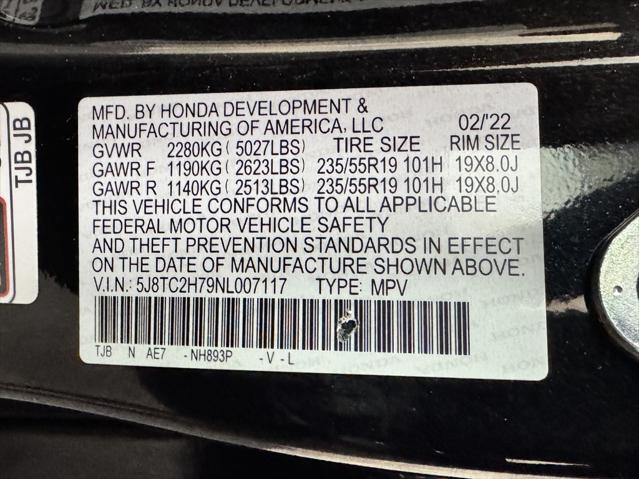 MFD. BY HONDA DEVELOPMENT &
MANUFACTURING OF AMERICA, LLC 02/'22
GVWR 2280KG (5027LBS) TIRE SIZE RIM SIZE
GAWR F 1190KG (2623LBS) 235/55R19 101H 19X8.0J
GAWR R 1140KG (2513LBS) 235/55R19 101H 19X8.0J
THIS VEHICLE CONFORMS TO ALL APPLICABLE
FEDERAL MOTOR VEHICLE SAFETY
AND THEFT PREVENTION STANDARDS IN EFFECT
ON THE DATE OF MANUFACTURE SHOWN ABOVE.
V.I.N.: 5J8TC2H79NL007117 TYPE: MPV
TJB N AE7 -NH893P -V-L
TJB JB